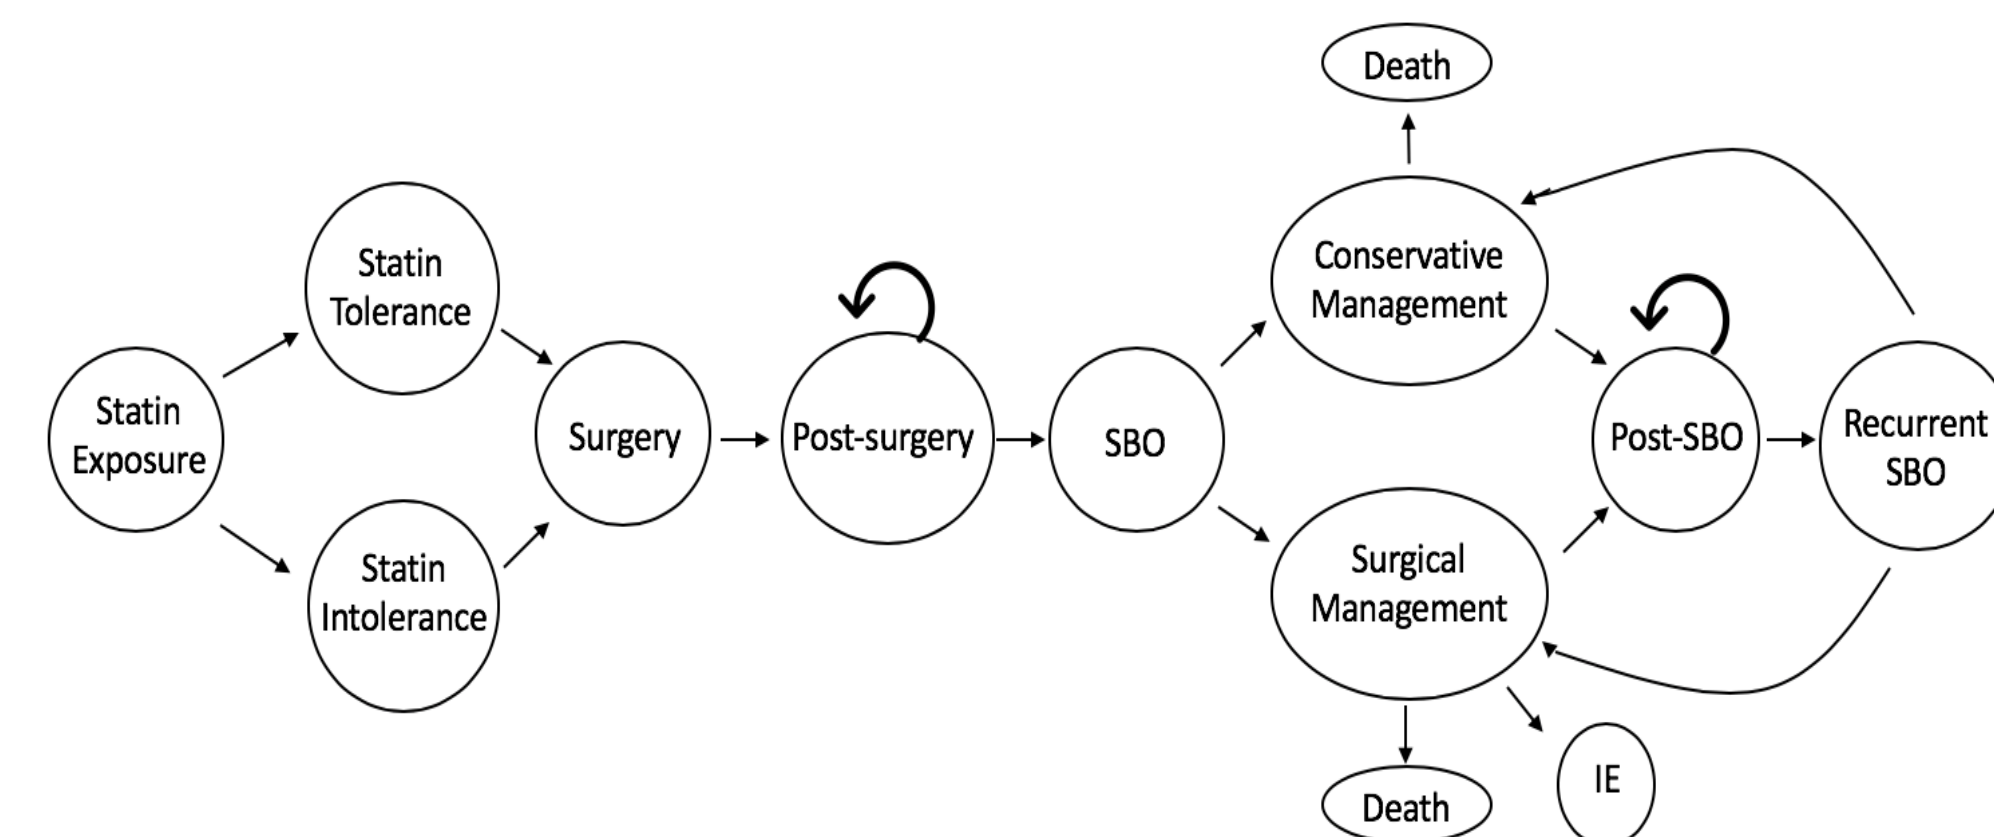 Death
Statin
Tolerance
Conservative
Management
Statin
Exposure
Surgery
Post-surgery
SBO
Post-SBO
Recurrent
SBO
Statin
Intolerance
Surgical
Management
Death
IE